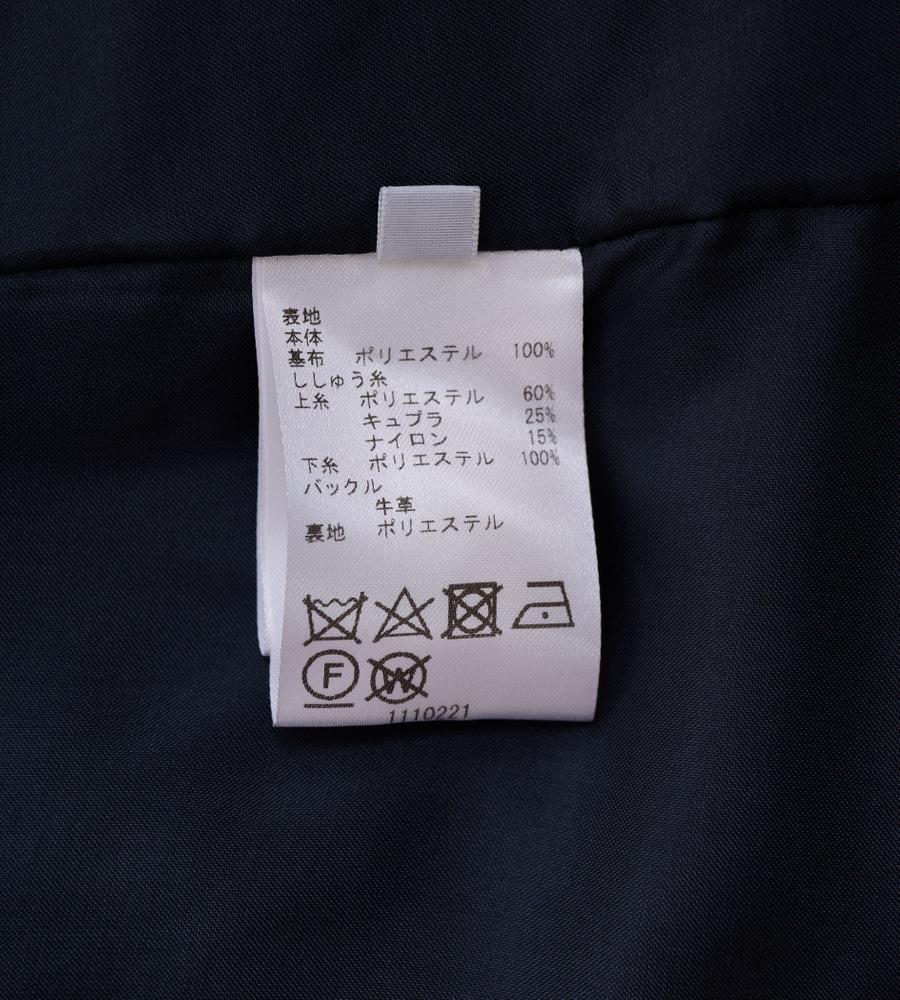 表地
本体
基布 ポリエステル 100%
ししゅう糸
上糸 ポリエステル 60%
キュプラ 25%
ナイロン 15%
下糸 ポリエステル 100%
バックル
牛革
裏地 ポリエステル
F W
1110221